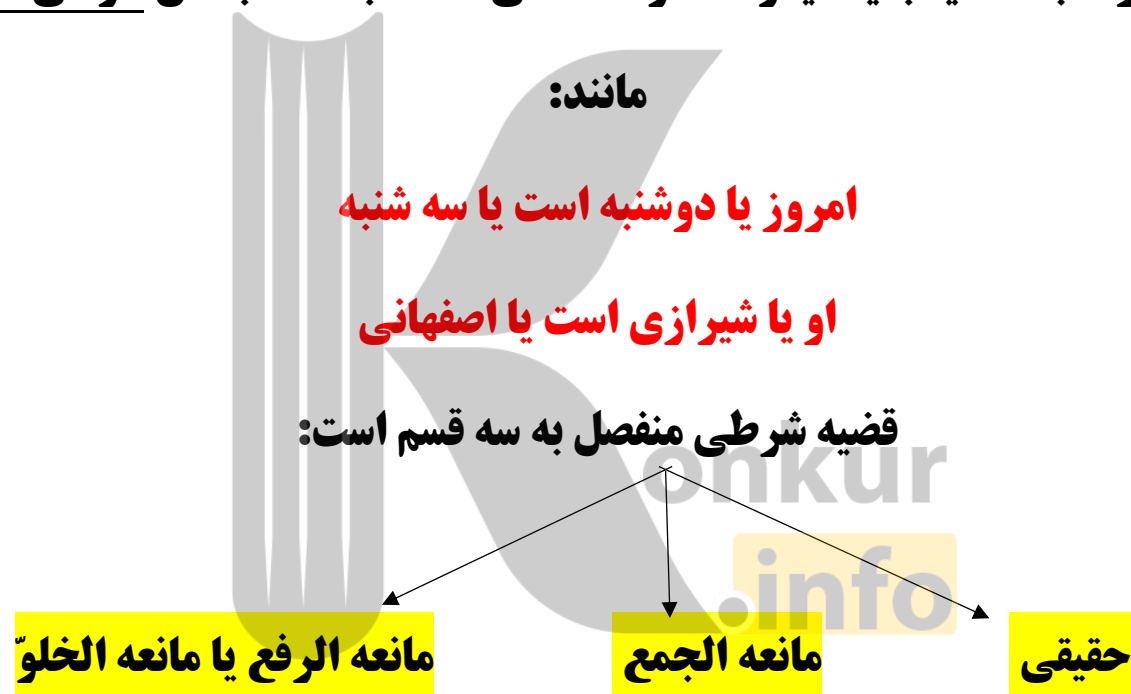 مانند:
امروز یا دوشنبه است یا سه شنبه
او یا شیرازی است یا اصفهانی
قضیه شرطی منفصل به سه قسم است:
onkur
.info
حقیقی مانعه الجمع مانعه الرفع یا مانعه الخلوّ